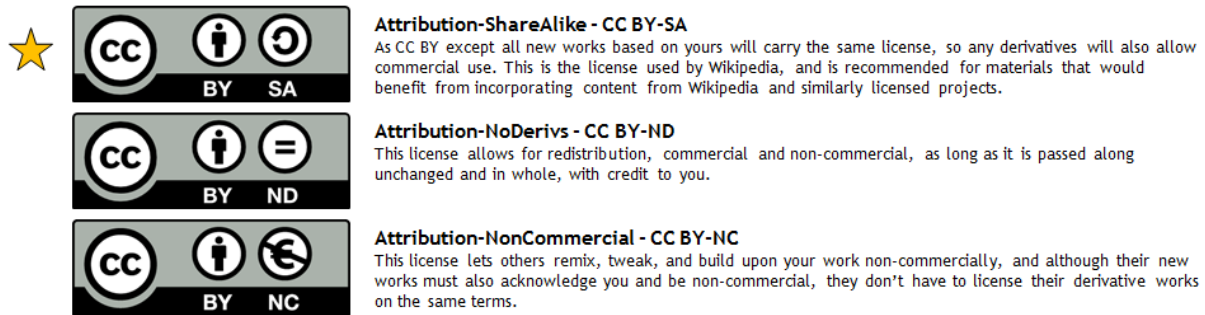 Attribution-ShareAlike - CC BY-SA
As CC BY except all new works based on yours will carry the same license, so any derivatives will also allow
commercial use. This is the license used by Wikipedia, and is recommended for materials that would
benefit from incorporating content from Wikipedia and similarly licensed projects.
CC
BY SA
Attribution-NoDerivs - CC BY-ND
This license allows for redistribution, commercial and non-commercial, as long as it is passed along
unchanged and in whole, with credit to you.
CC =
BY ND
Attribution-NonCommercial - CC BY-NC
This license lets others remix, tweak, and build upon your work non-commercially, and although their new
works must also acknowledge you and be non-commercial, they don't have to license their derivative works
on the same terms.
CC €
BY NC